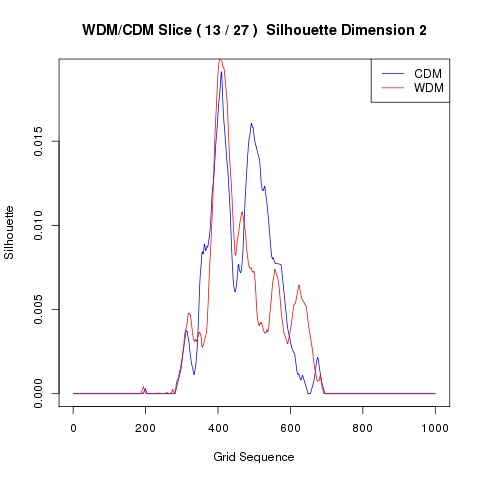 WDM/CDM Slice ( 13 / 27 )  Silhouette Dimension 2
CDM
WDM
Silhouette
0.015
0.010
0.005
0.000
0 200 400 600 800 1000
Grid Sequence